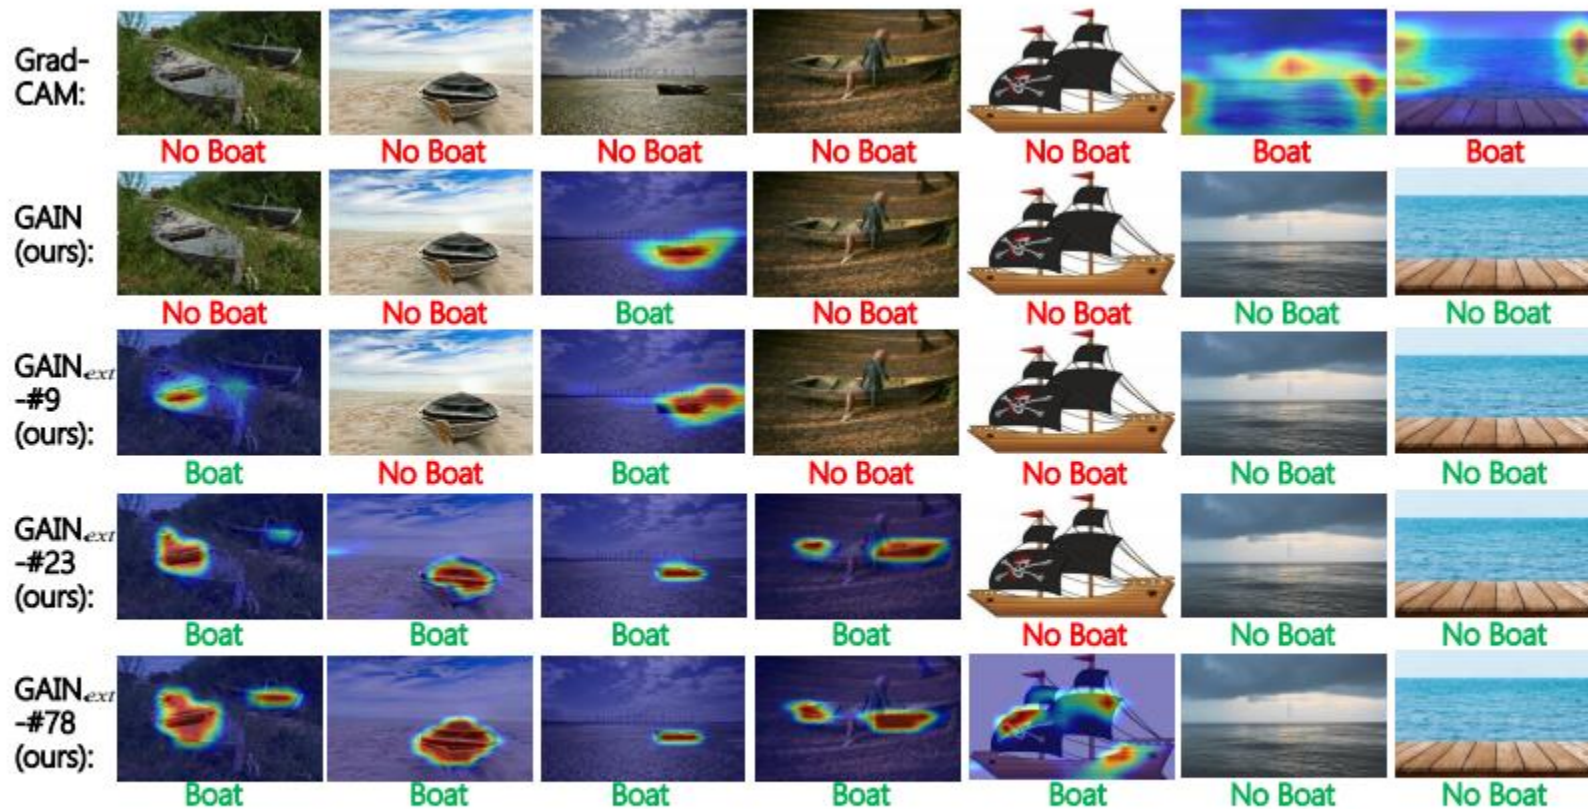 Grad-
CAM:
No Boat No Boat No Boat No Boat No Boat Boat Boat
GAIN
(ours):
No Boat No Boat Boat No Boat No Boat No Boat No Boat
GAINext
-#9
(ours):
Boat No Boat Boat No Boat No Boat No Boat No Boat
GAINext
-#23
(ours):
Boat Boat Boat Boat No Boat No Boat No Boat
GAINext
-#78
(ours):
Boat Boat Boat Boat Boat No Boat No Boat